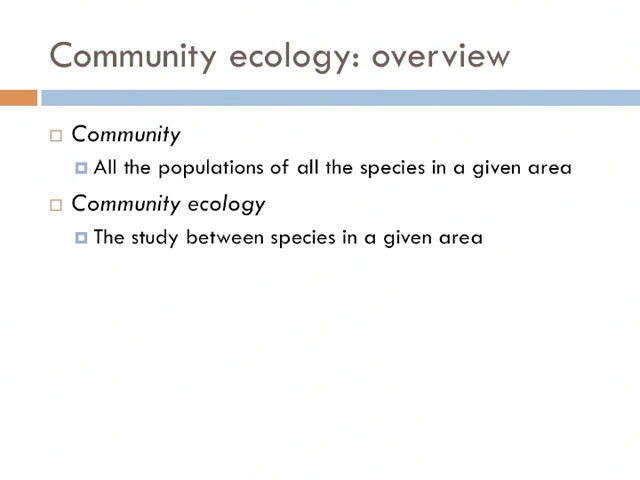 Community ecology: overview
Community
All the populations of all the species in a given area
Community ecology
The study between species in a given area